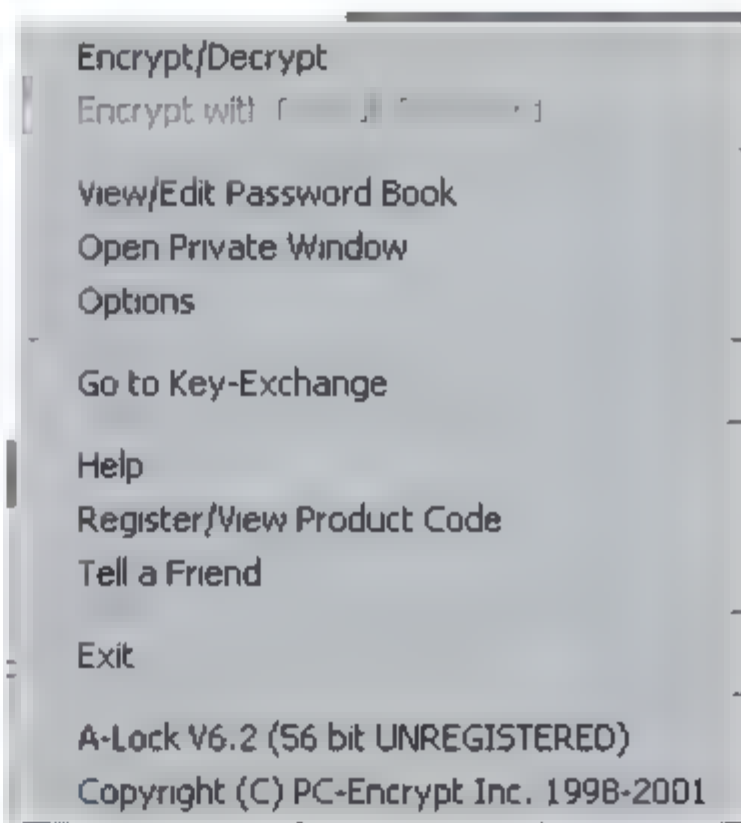 Encrypt/Decrypt
Encrypt with
View/Edit Password Book
Open Private Window
Options
Go to Key-Exchange
Help
Register/View Product Code
Tell a Friend
Exit
A-Lock V6.2 (56 bit UNREGISTERED)
Copyright (C) PC-Encrypt Inc. 1998-2001